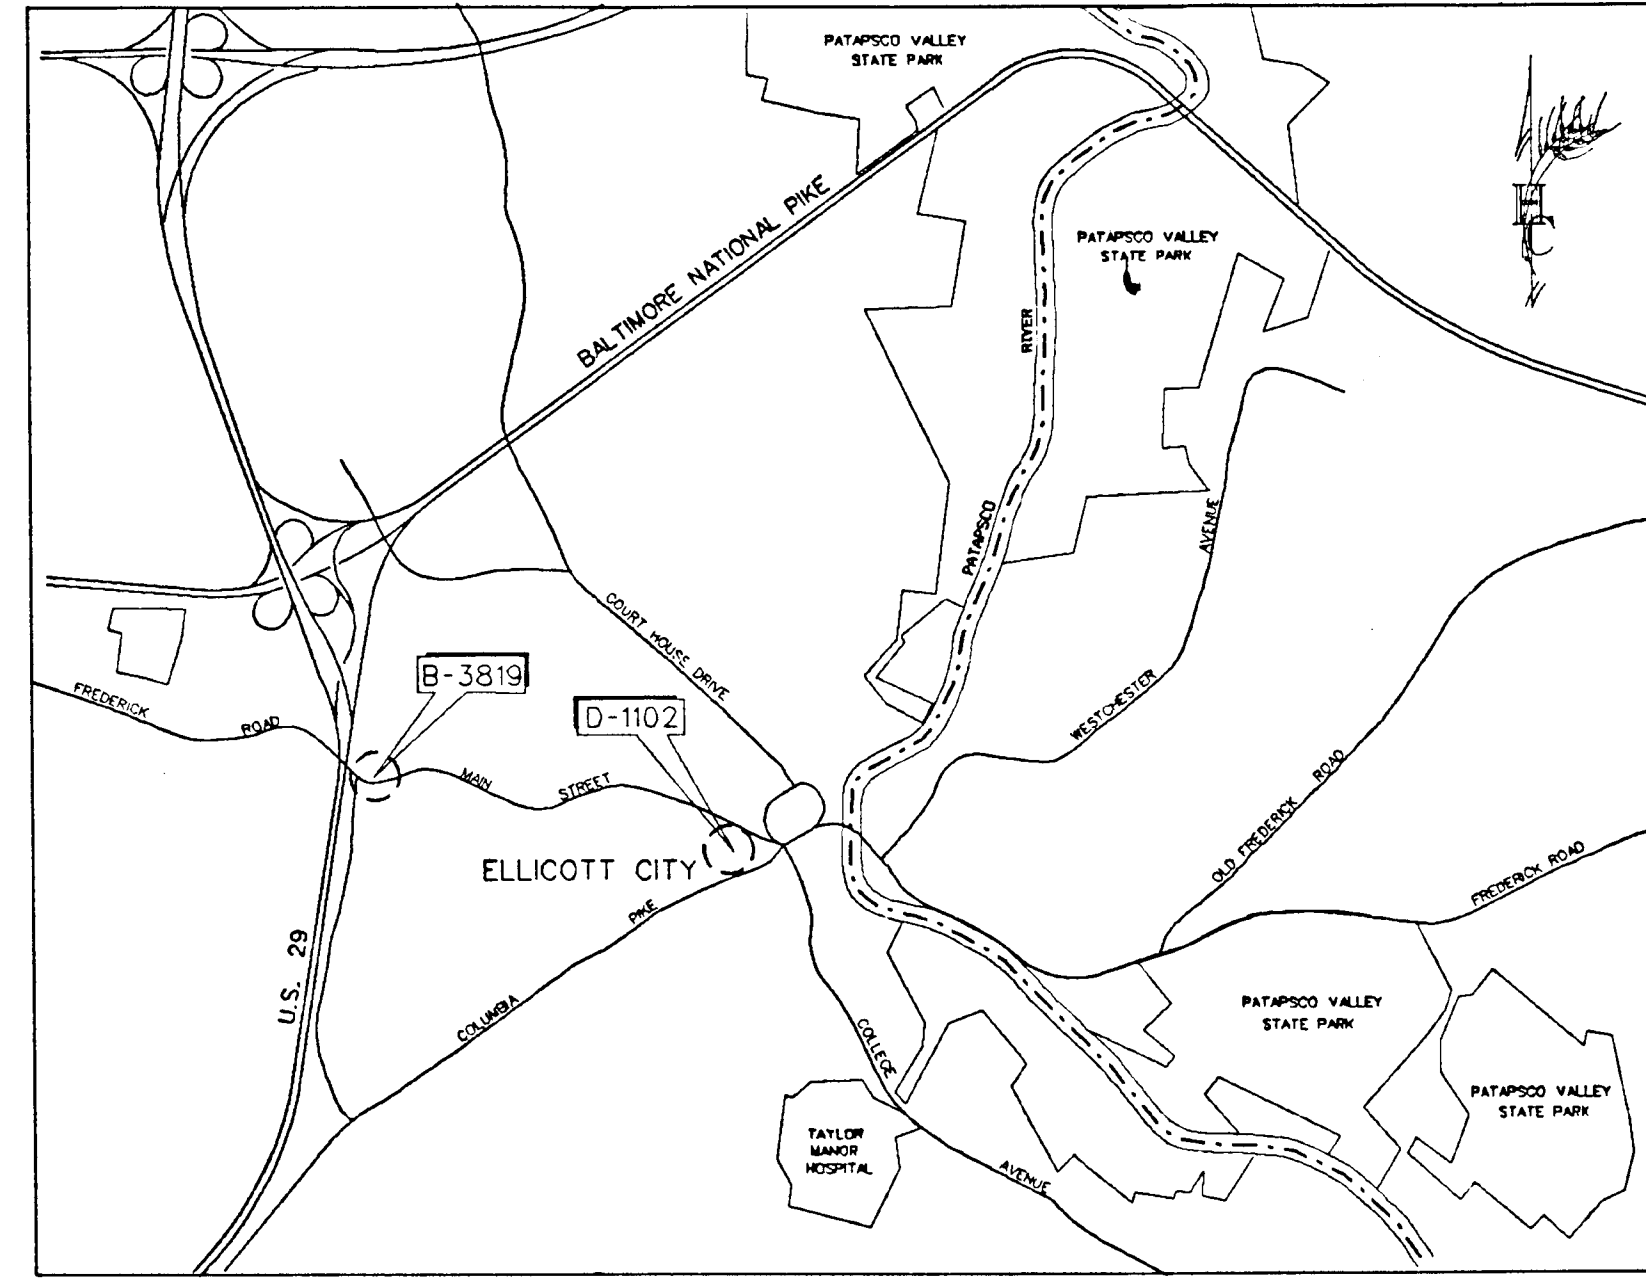 PATAPSCO VALLEY
STATE PARK
BALTIMORE NATIONAL PIKE
H
C
PATAPSCO VALLEY
STATE PARK
PATAPSCO RIVER
WESTCHESTER AVENUE
COURT HOUSE DRIVE
B-3819
D-1102
FREDERICK ROAD
MAIN STREET
ELLICOTT CITY
OLD FREDERICK ROAD
FREDERICK ROAD
COLUMBIA PIKE
U.S. 29
COLLEGE AVENUE
PATAPSCO VALLEY
STATE PARK
PATAPSCO VALLEY
STATE PARK
TAYLOR
MANOR
HOSPITAL